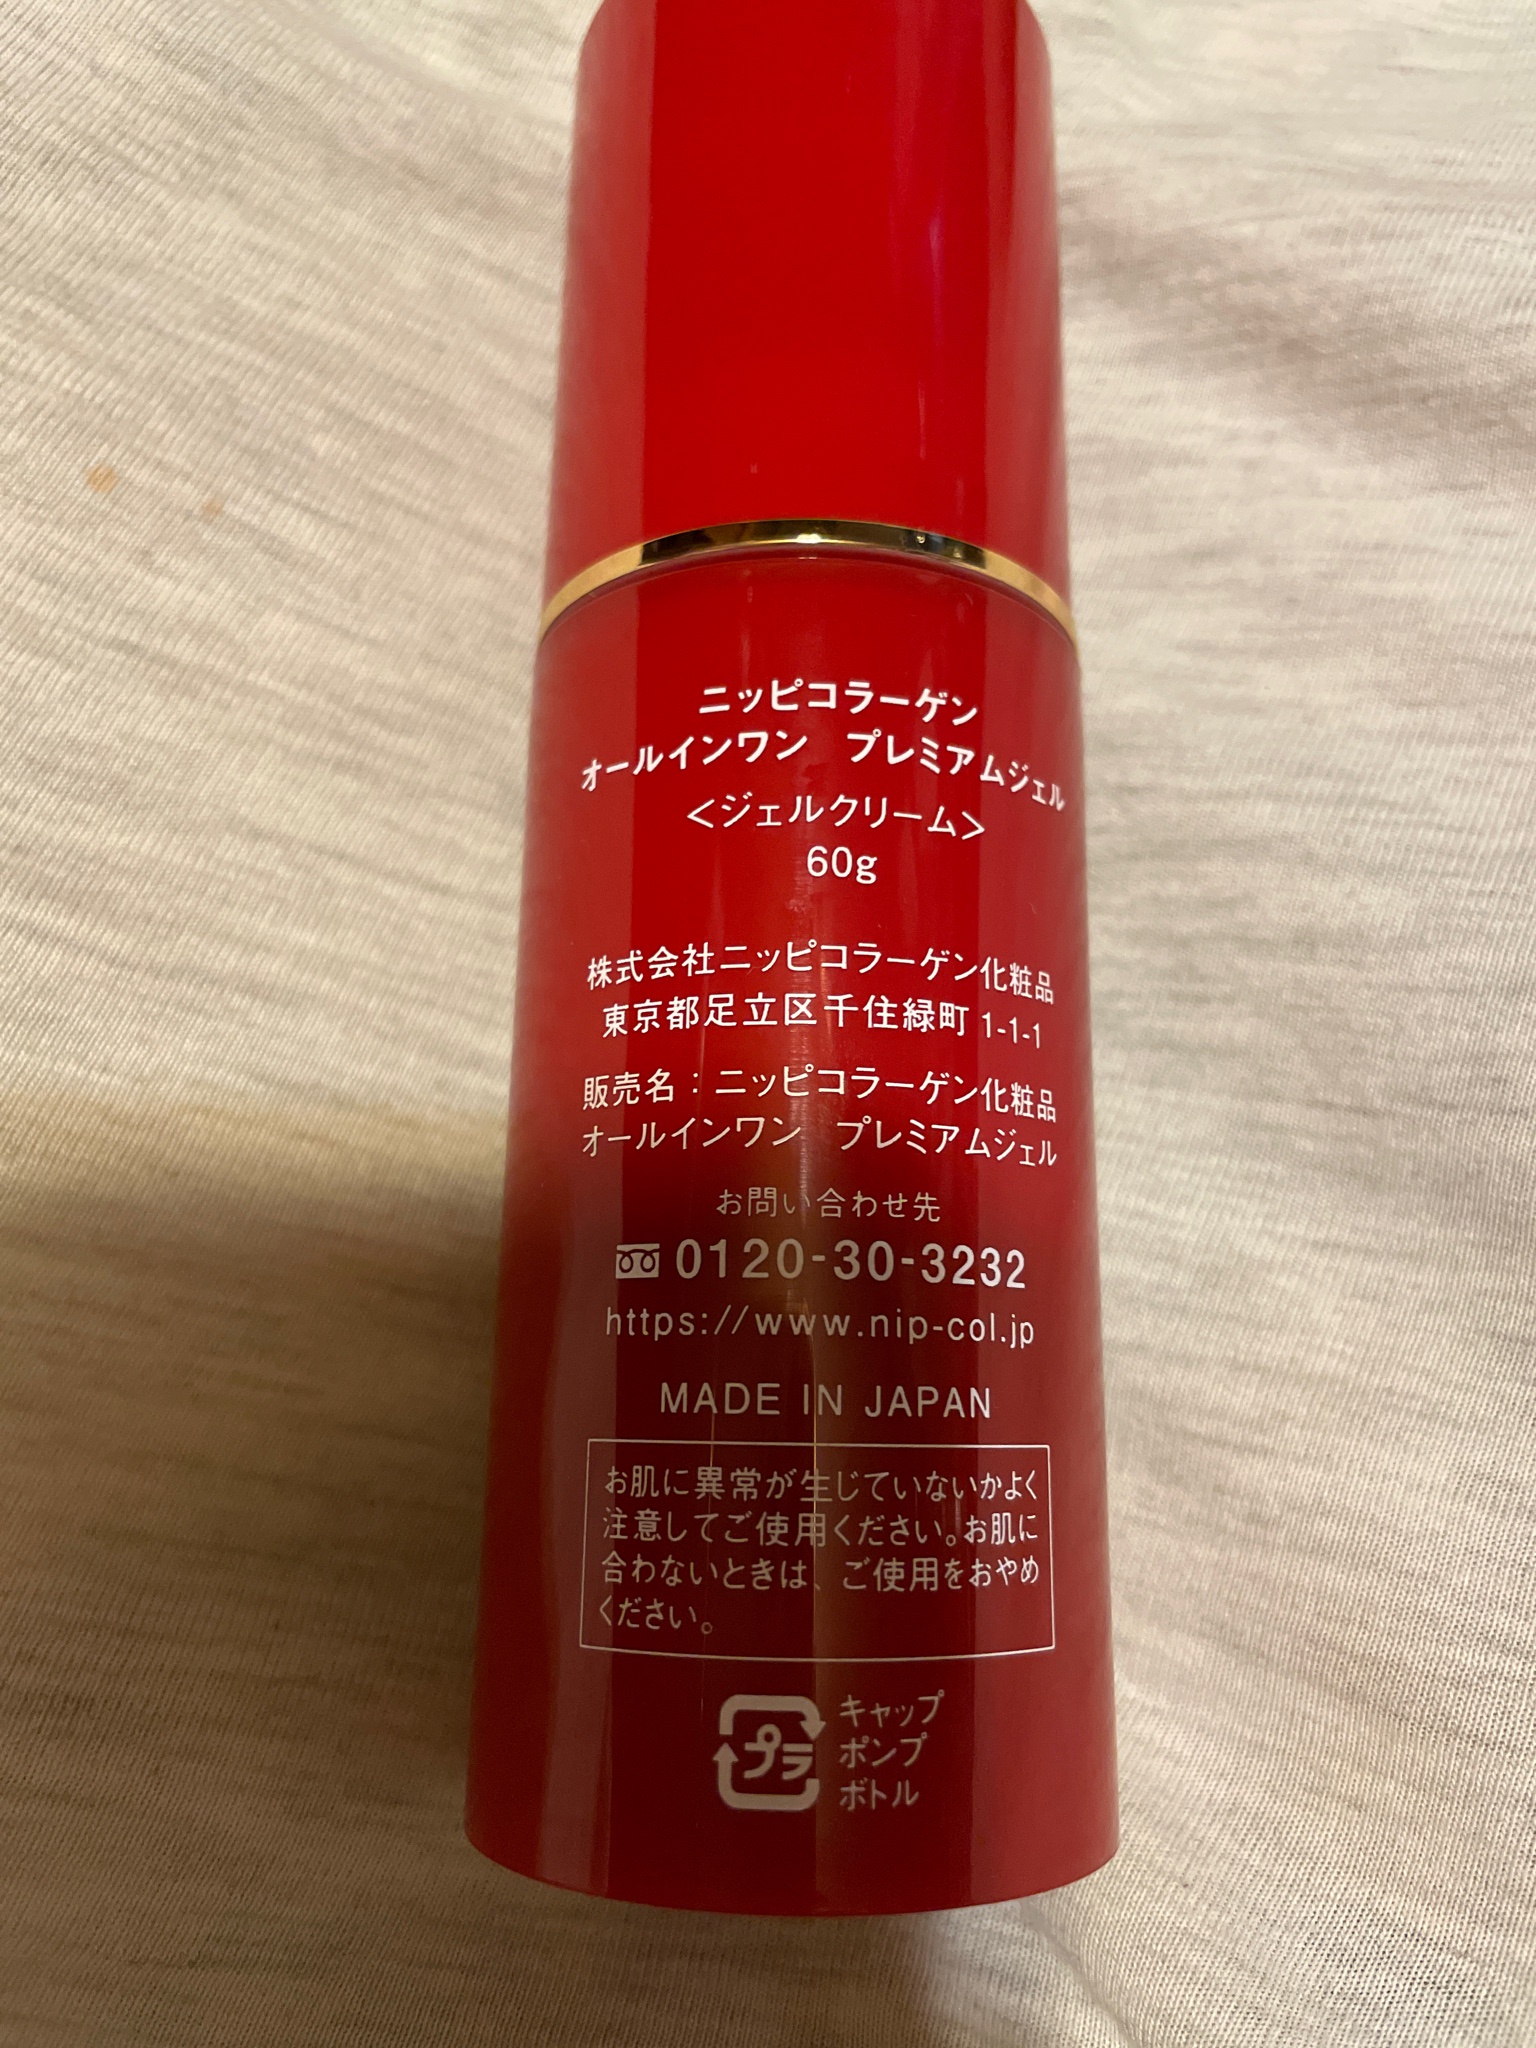 ニッピコラーゲン
オールインワン　プレミアムジェル
＜ジェルクリーム＞
60g
株式会社ニッピコラーゲン化粧品
東京都足立区千住緑町 1-1-1
販売名：ニッピコラーゲン化粧品
オールインワン　プレミアムジェル
お問い合わせ先
0120-30-3232
https://www.nip-col.jp
MADE IN JAPAN
お肌に異常が生じていないかよく
注意してご使用ください。お肌に
合わないときは、ご使用をおやめ
ください。
プラ
キャップ
ポンプ
ボトル